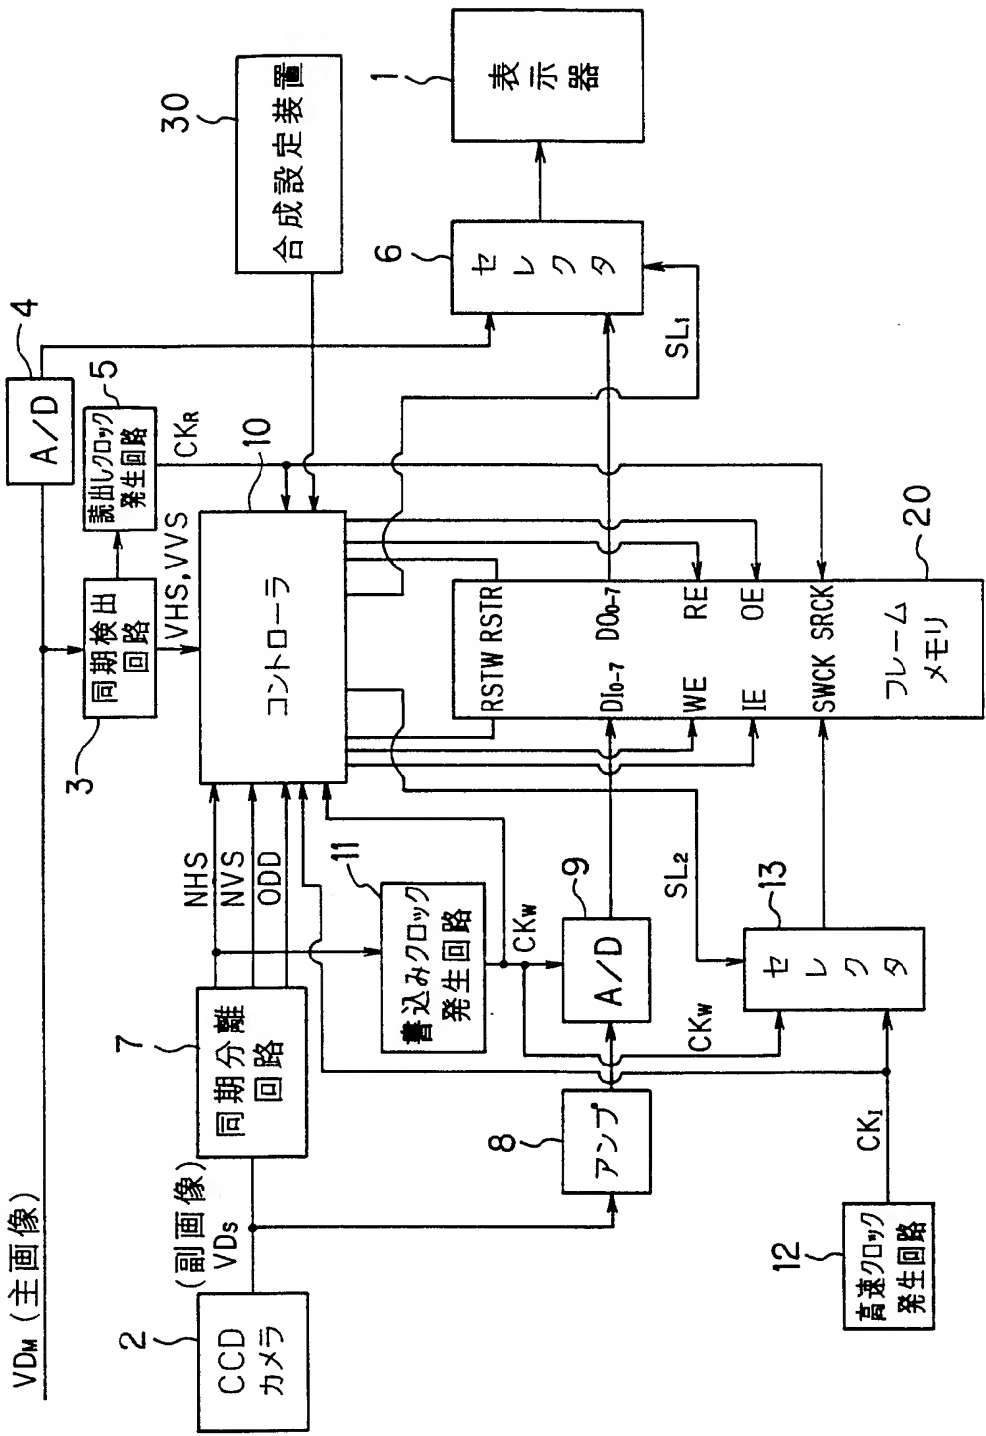 VDM (主画像)
3
同期検出
回路
VHS, VVS
5
読出しクロック
発生回路
CKR
4
A/D
30
合成設定装置
1
表示器
6
セレクタ
SL1
2
CCD
カメラ
(副画像)
VDS
7
同期分離
回路
NHS
NVS
ODD
10
コントローラ
11
書込みクロック
発生回路
CKW
8
アンプ
9
A/D
SL2
CKW
12
高速クロック
発生回路
CKI
13
セレクタ
20
RSTW RSTR
DI0-7 DO0-7
WE RE
IE OE
SWCK SRCK
フレーム
メモリ